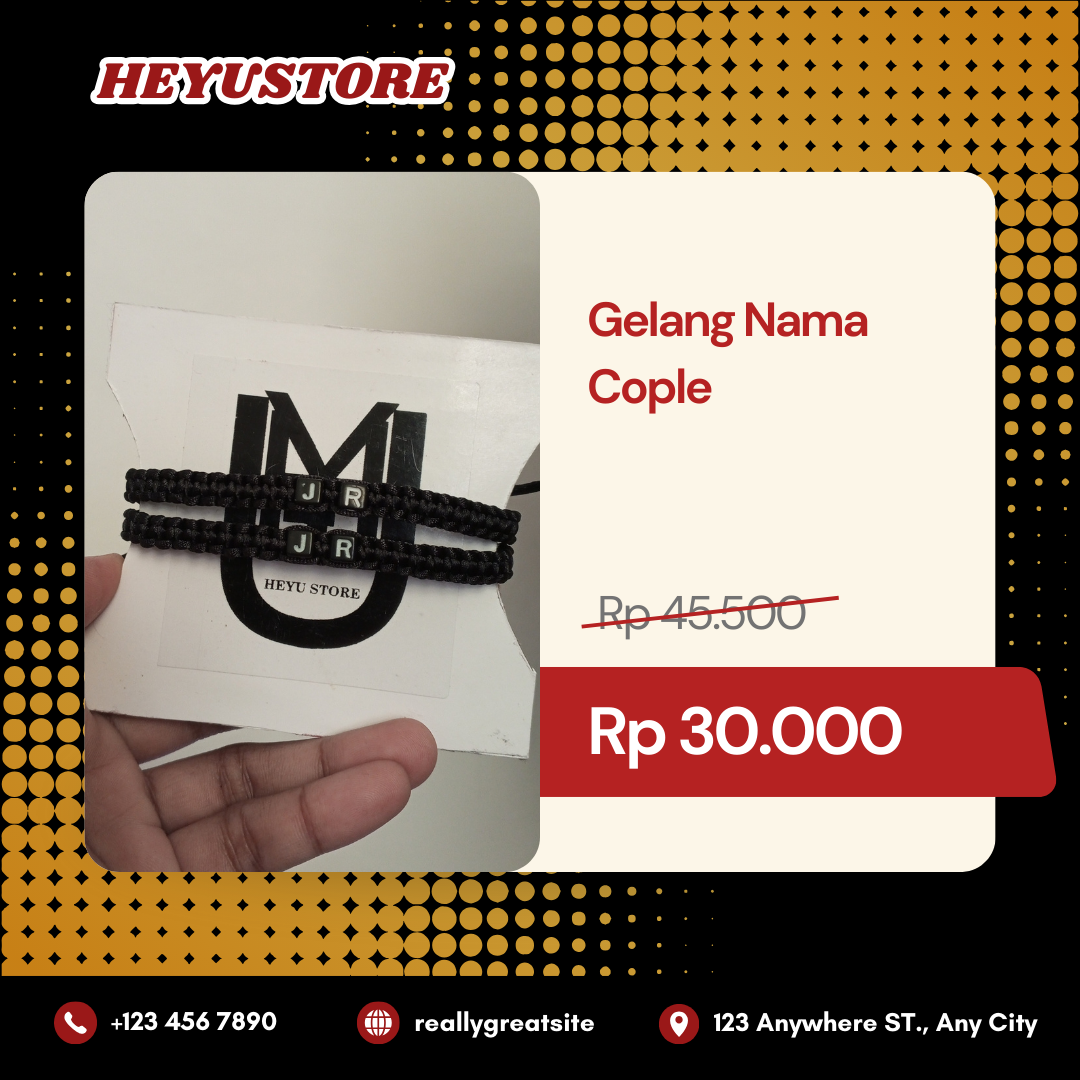 HEYUSTORE
Gelang Nama
Cople
J R
J R
HEYU STORE
Rp 45.500
Rp 30.000
+123 456 7890
reallygreatsite
123 Anywhere ST., Any City